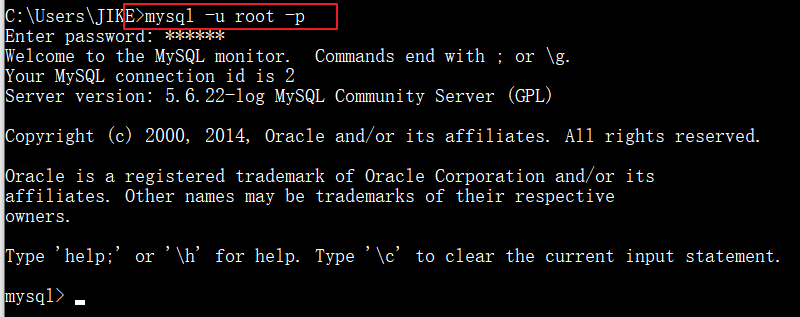 C:\Users\JIKE>mysql -u root -p
Enter password: ******
Welcome to the MySQL monitor.  Commands end with ; or \g.
Your MySQL connection id is 2
Server version: 5.6.22-log MySQL Community Server (GPL)
Copyright (c) 2000, 2014, Oracle and/or its affiliates. All rights reserved.
Oracle is a registered trademark of Oracle Corporation and/or its
affiliates. Other names may be trademarks of their respective
owners.
Type 'help;' or '\h' for help. Type '\c' to clear the current input statement.
mysql> _